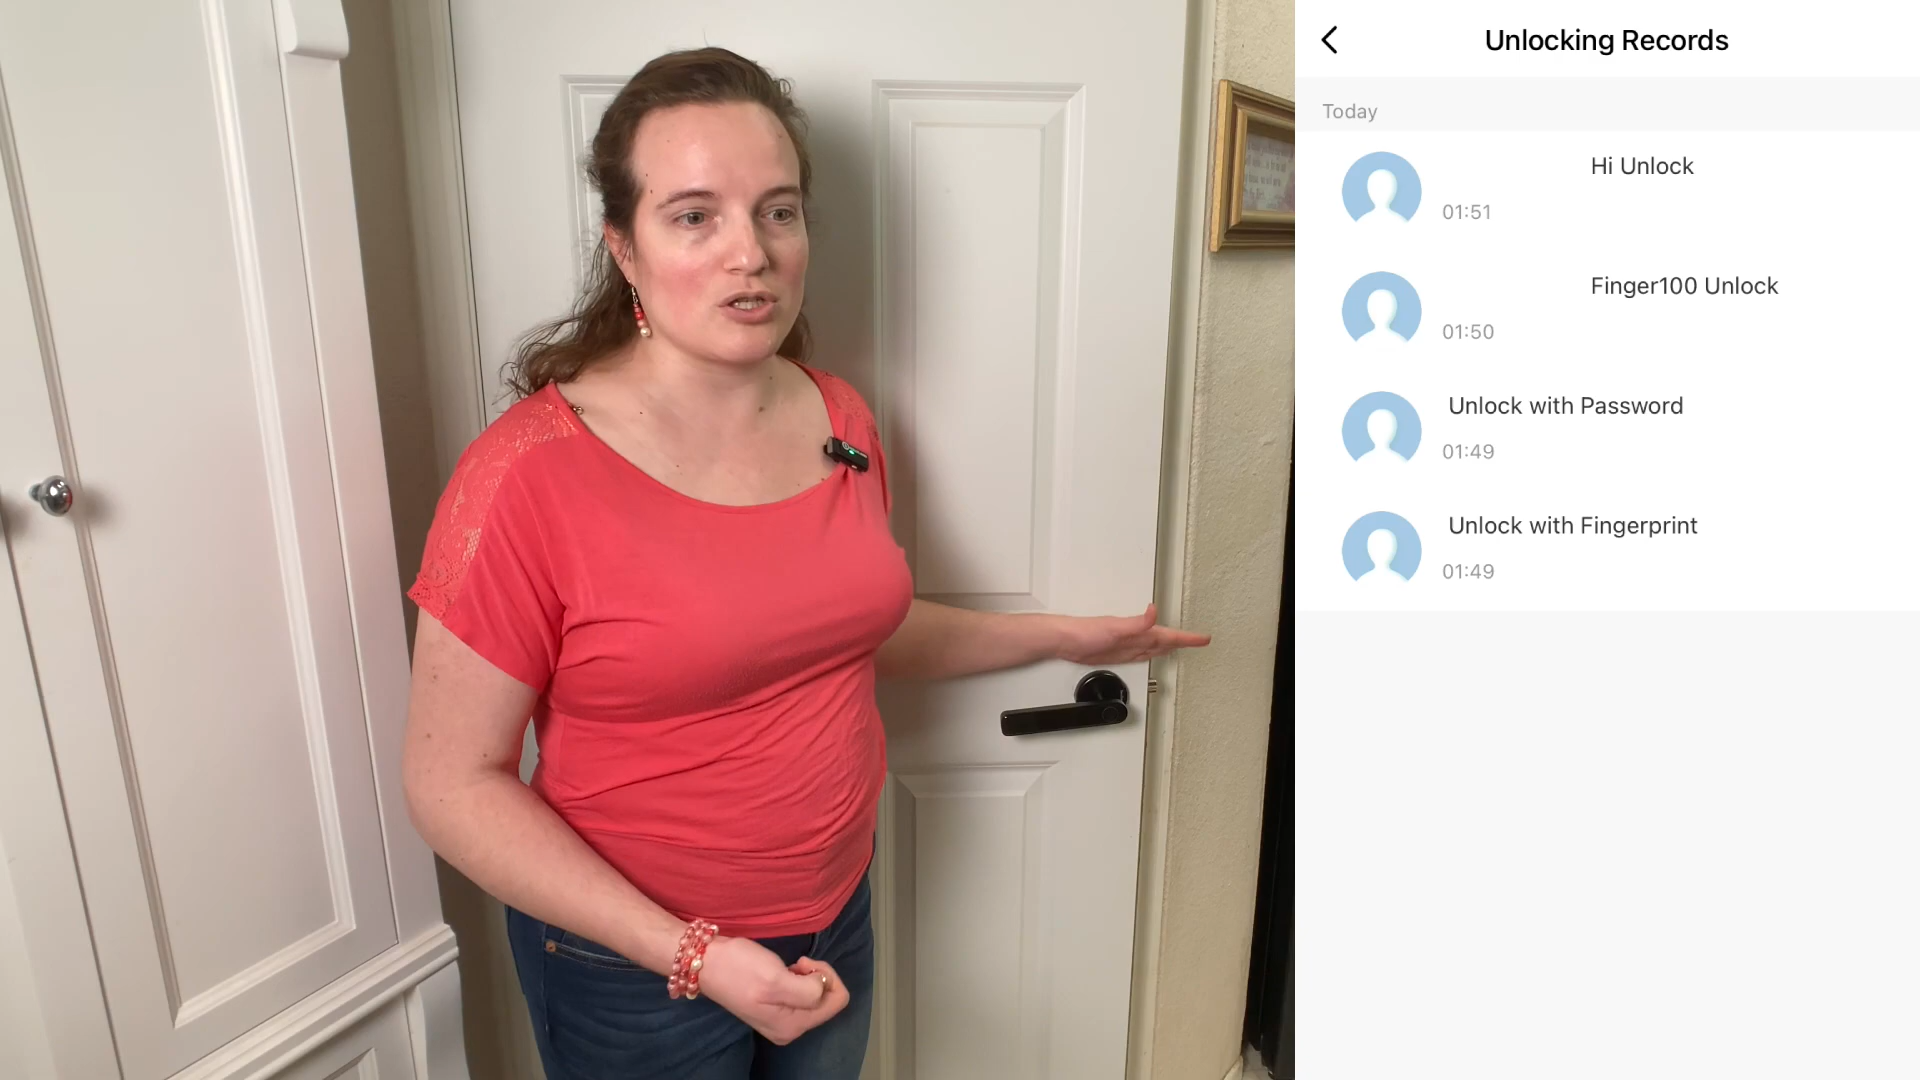 Unlocking Records
Today
Hi Unlock
01:51
Finger100 Unlock
01:50
Unlock with Password
01:49
Unlock with Fingerprint
01:49